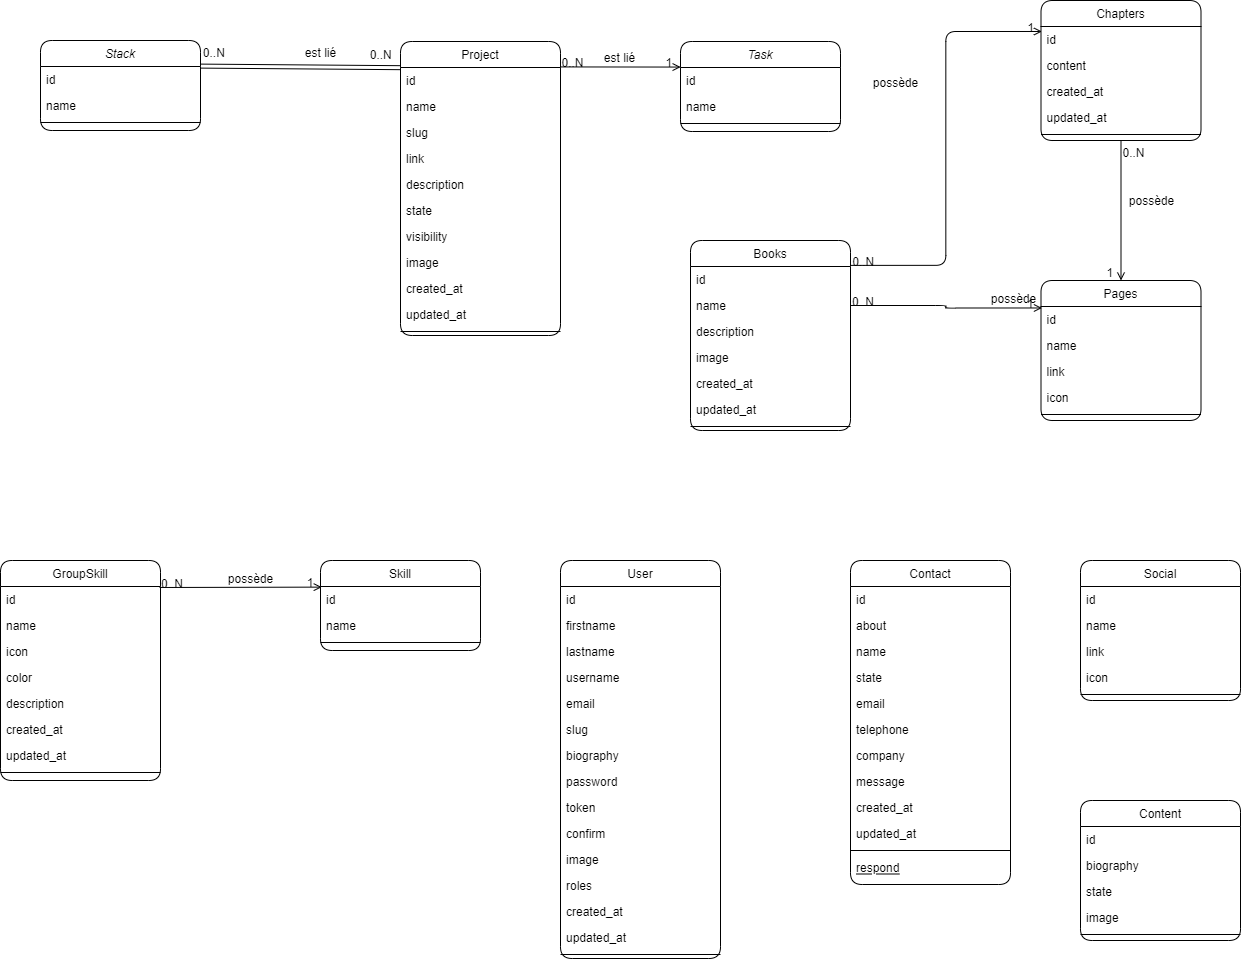 Stack
id
name
0..N
est lié
0..N
Project
id
name
slug
link
description
state
visibility
image
created_at
updated_at
0..N
est lié
1
Task
id
name
Chapters
id
content
created_at
updated_at
1
possède
0..N
possède
1
Books
id
name
description
image
created_at
updated_at
0..N
0..N
possède
1
Pages
id
name
link
icon
GroupSkill
id
name
icon
color
description
created_at
updated_at
0..N
possède
1
Skill
id
name
User
id
firstname
lastname
username
email
slug
biography
password
token
confirm
image
roles
created_at
updated_at
Contact
id
about
name
state
email
telephone
company
message
created_at
updated_at
respond
Social
id
name
link
icon
Content
id
biography
state
image